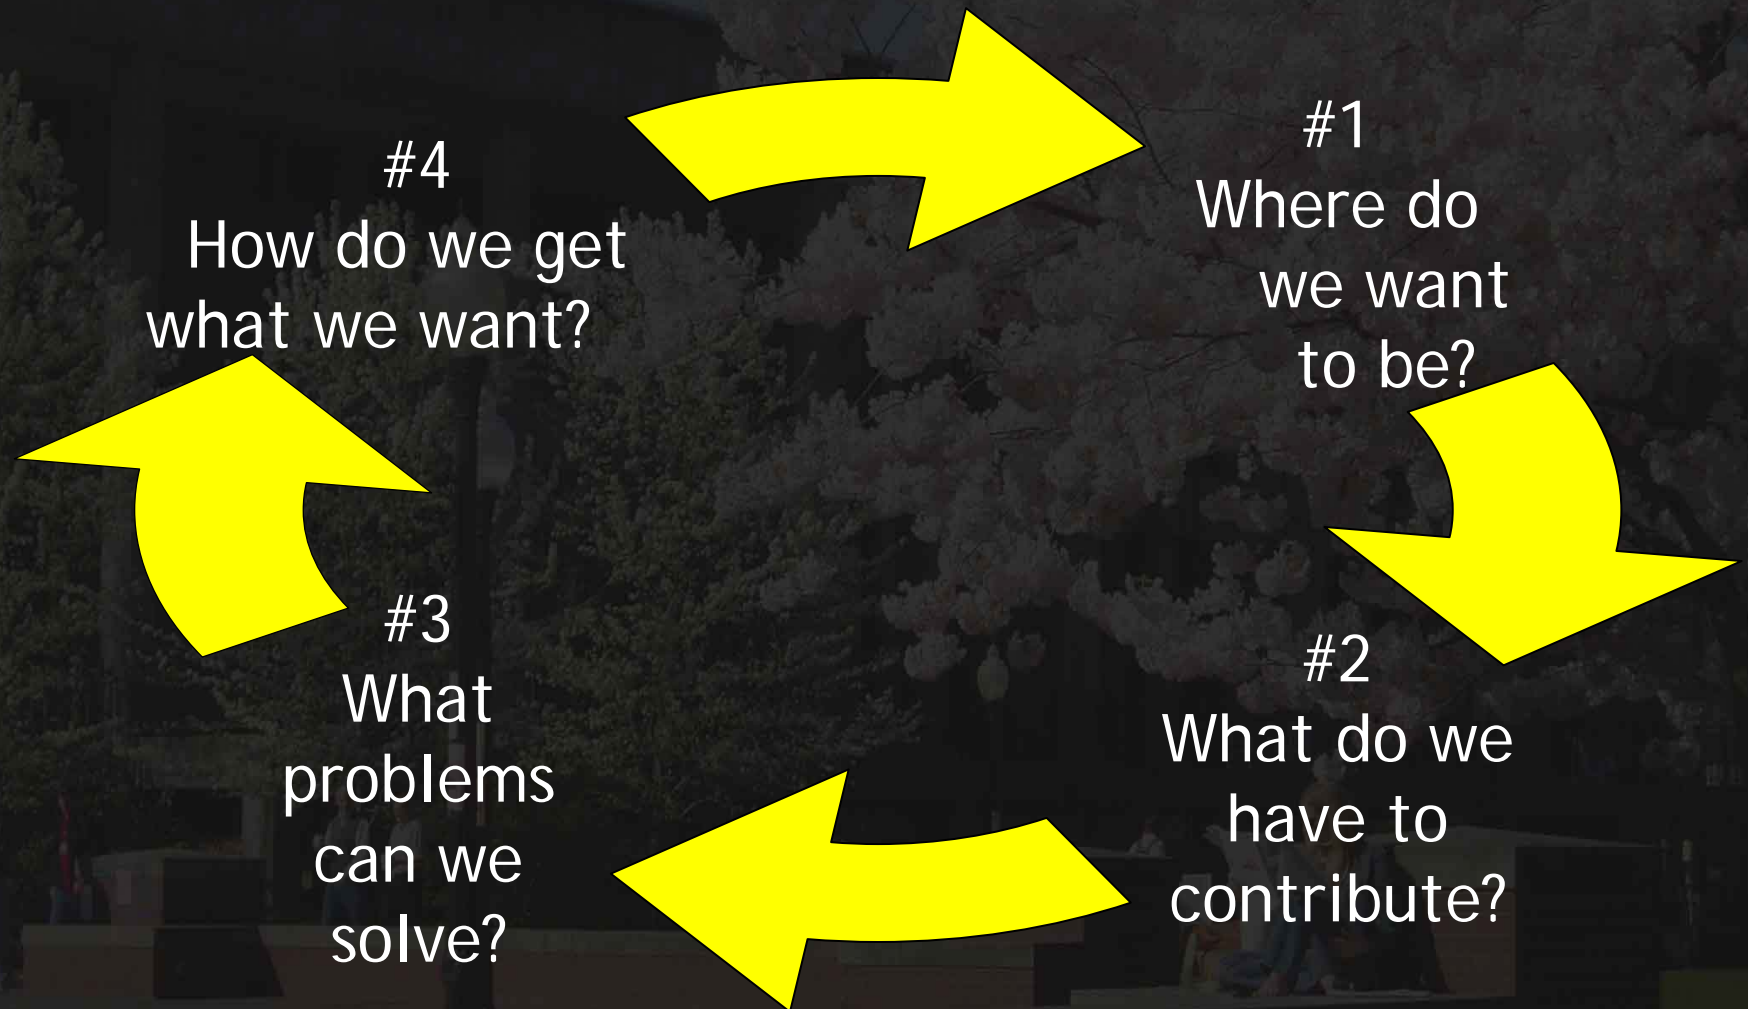 #1
Where do
we want
to be?
#2
What do we
have to
contribute?
#3
What
problems
can we
solve?
#4
How do we get
what we want?